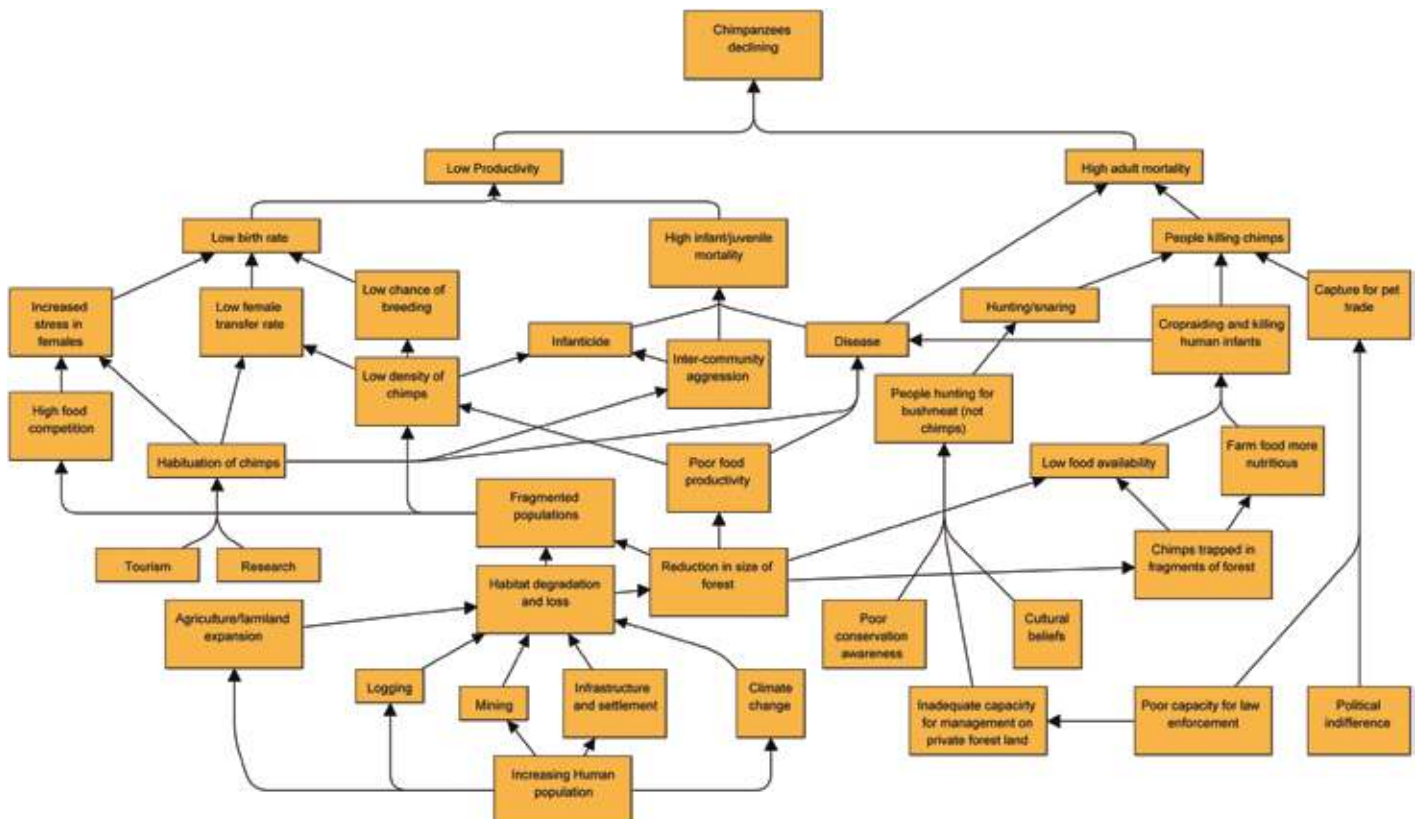 Chimpanzees
declining
Low Productivity
High adult mortality
Low birth rate
High infant/juvenile
mortality
People killing chimps
Increased
stress in
females
Low female
transfer rate
Low chance of
breeding
Infanticide
Inter-community
aggression
Disease
Hunting/snaring
Cropraiding and killing
human infants
Capture for pet
trade
High food
competition
Low density of
chimps
People hunting for
bushmeat (not
chimps)
Habituation of chimps
Poor food
productivity
Low food availability
Farm food more
nutritious
Fragmented
populations
Tourism
Research
Habitat degradation
and loss
Reduction in size of
forest
Chimps trapped in
fragments of forest
Agriculture/farmland
expansion
Poor
conservation
awareness
Cultural
beliefs
Logging
Mining
Infrastructure
and settlement
Climate
change
Inadequate capacirty
for management on
private forest land
Poor capacity for law
enforcement
Political
indifference
Increasing Human
population